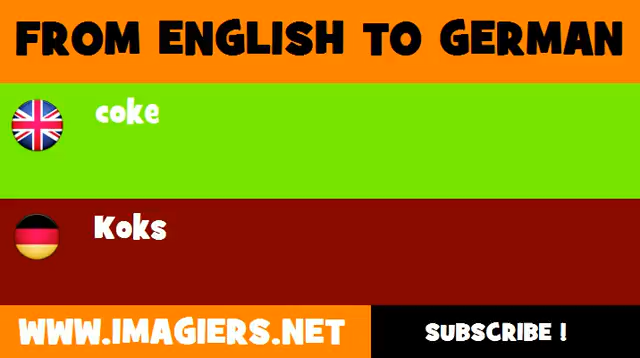 FROM ENGLISH TO GERMAN
coke
Koks
WWW.IMAGIERS.NET
SUBSCRIBE !